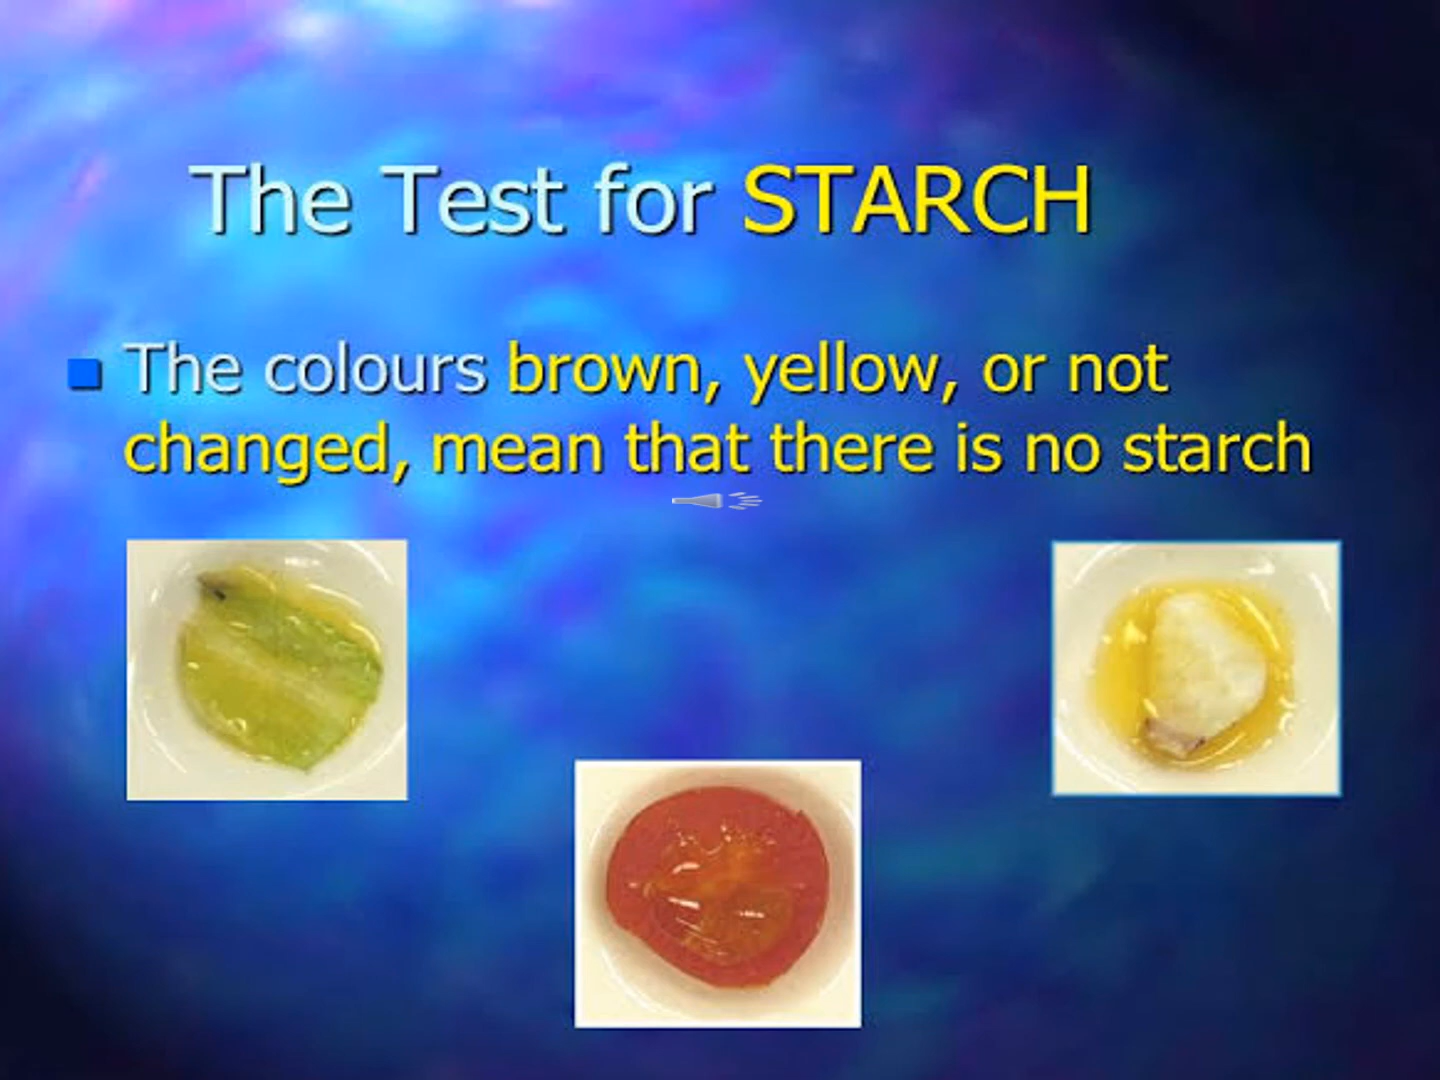 The Test for STARCH
The colours brown, yellow, or not
changed, mean that there is no starch